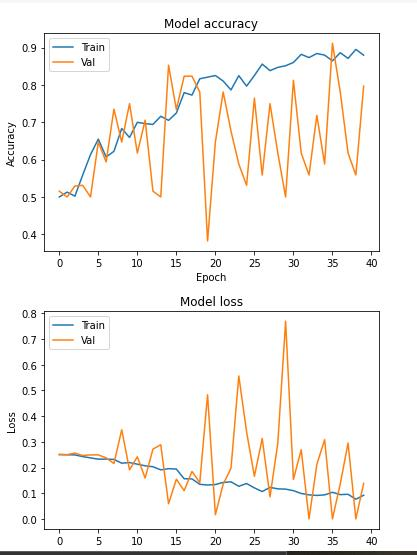 Model accuracy
0.9
0.8
0.7
0.6
0.5
0.4
Accuracy
Train
Val
0 5 10 15 20 25 30 35 40
Epoch
Model loss
0.8
0.7
0.6
0.5
0.4
0.3
0.2
0.1
0.0
Loss
Train
Val
0 5 10 15 20 25 30 35 40